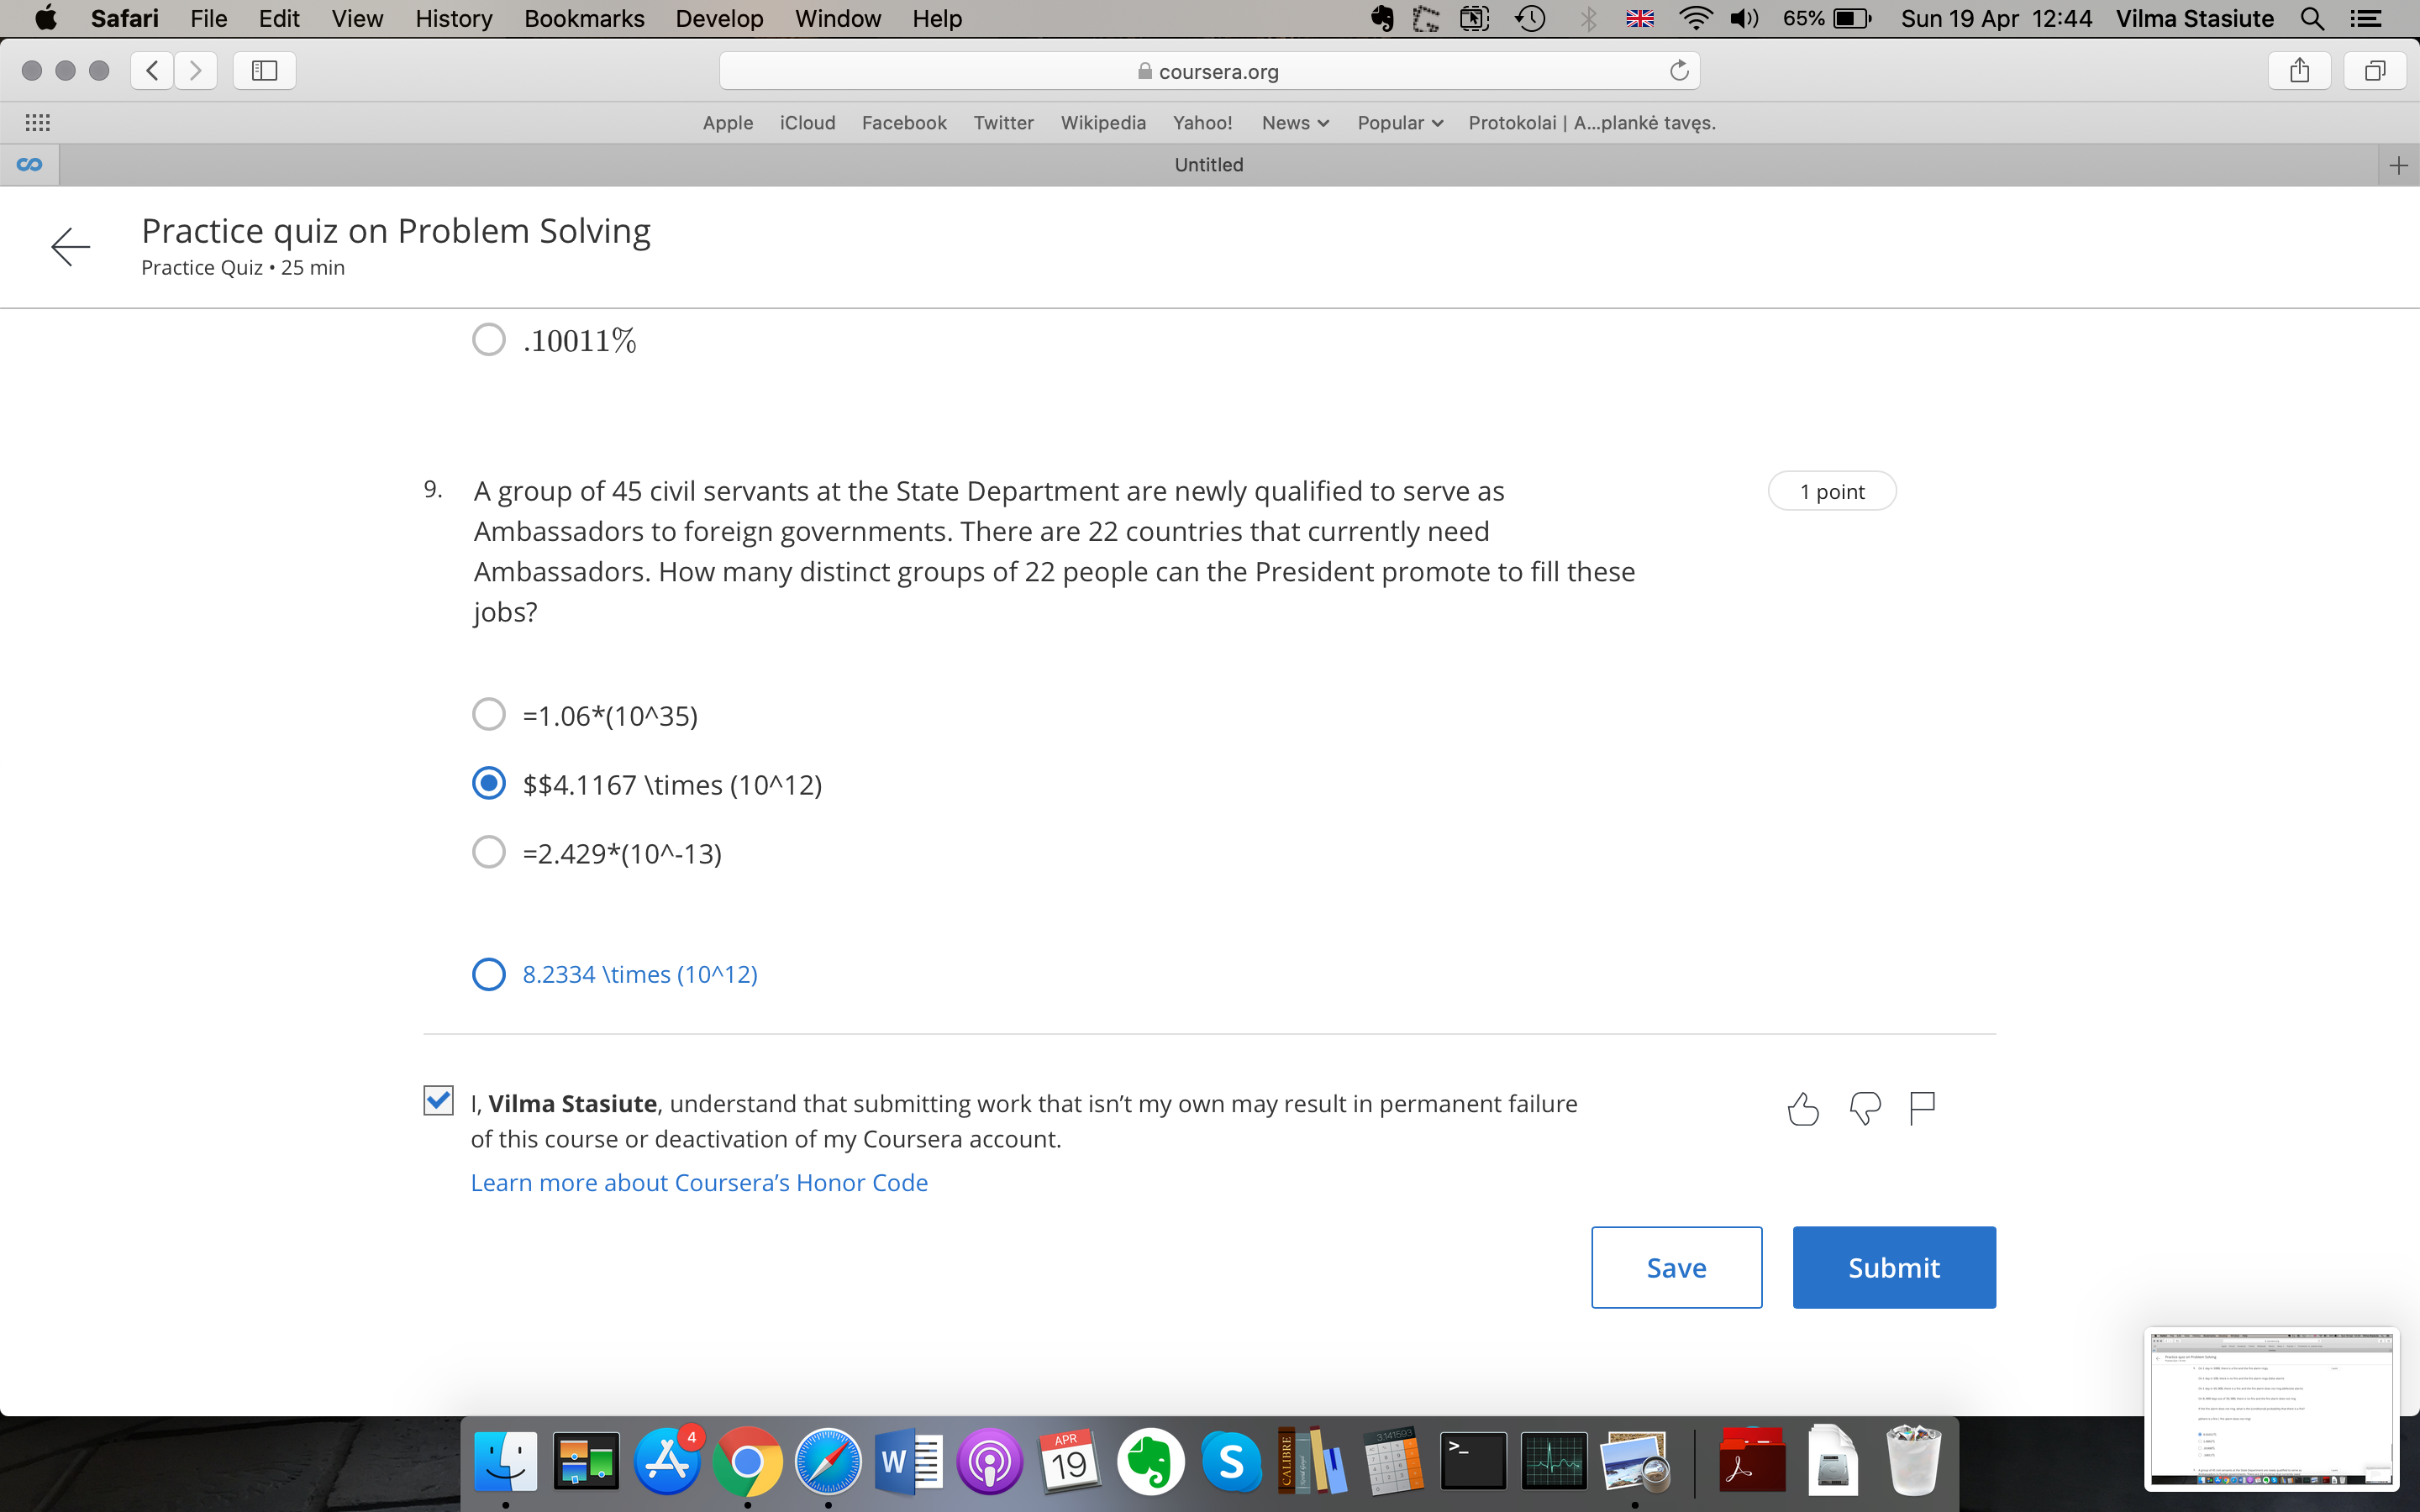 Safari File Edit View History Bookmarks Develop Window Help 65% Sun 19 Apr 12:44 Vilma Stasiute
coursera.org
Apple iCloud Facebook Twitter Wikipedia Yahoo! News Popular Protokolai | A...plankė tavęs.
Untitled
Practice quiz on Problem Solving
Practice Quiz • 25 min
.10011%
9. A group of 45 civil servants at the State Department are newly qualified to serve as 1 point
Ambassadors to foreign governments. There are 22 countries that currently need
Ambassadors. How many distinct groups of 22 people can the President promote to fill these
jobs?
=1.06*(10^35)
$$4.1167 \times (10^12)
=2.429*(10^-13)
8.2334 \times (10^12)
I, Vilma Stasiute, understand that submitting work that isn't my own may result in permanent failure
of this course or deactivation of my Coursera account.
Learn more about Coursera's Honor Code
Save Submit
4
W
APR
19
S
CALIBRE
3.141593
>_